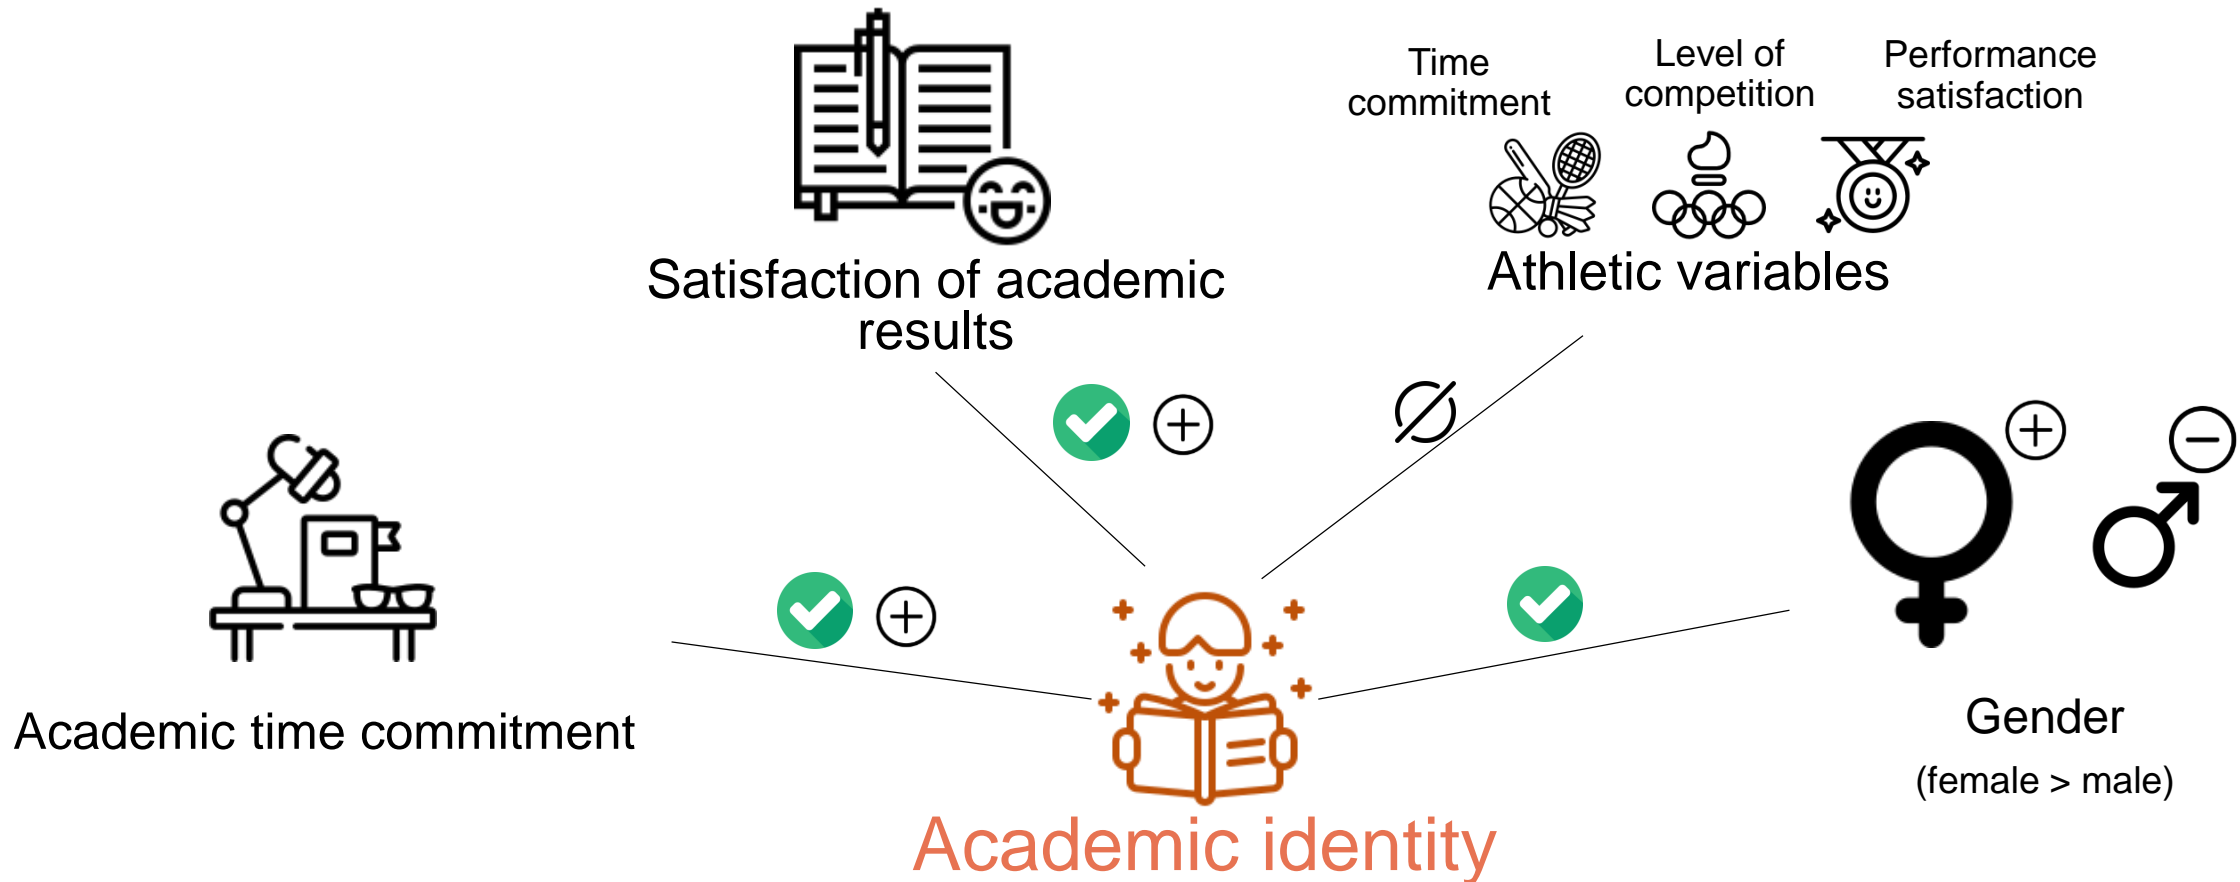 Time
commitment
Level of
competition
Performance
satisfaction
Satisfaction of academic
results
Athletic variables
Academic time commitment
Gender
(female > male)
Academic identity